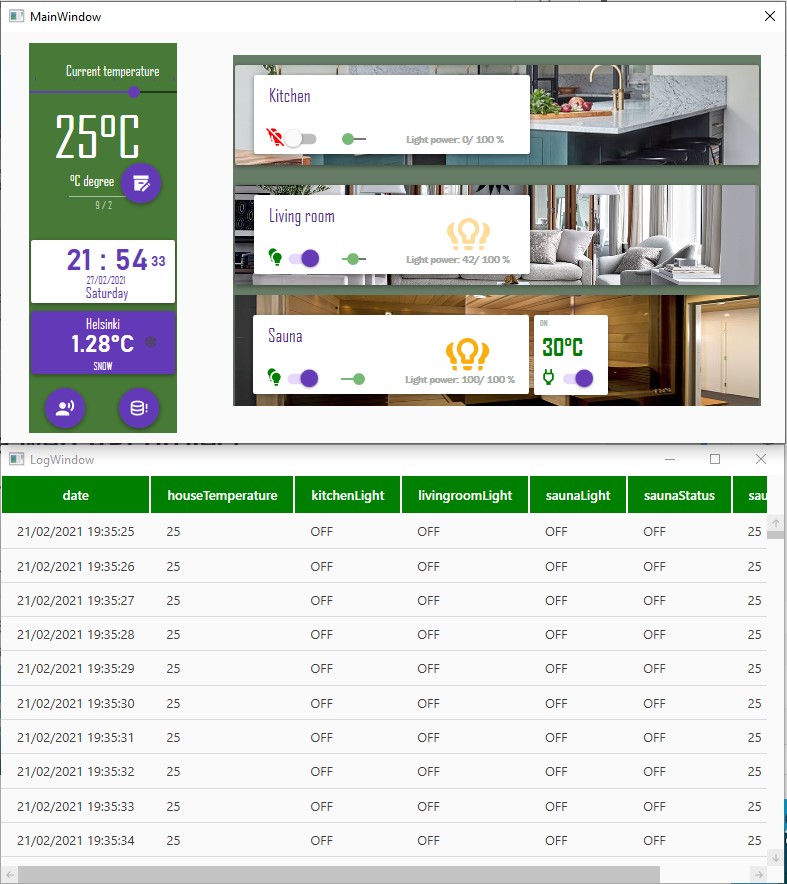 MainWindow
Current temperature
25ºC
ºC degree
9 / 2
21 : 54 33
27/02/2021
Saturday
Helsinki
1.28°C
SNOW
Kitchen
Light power: 0/ 100 %
Living room
Light power: 42/ 100 %
Sauna
Light power: 100/ 100 %
ON
30ºC
LogWindow
date houseTemperature kitchenLight livingroomLight saunaLight saunaStatus sau
21/02/2021 19:35:25 25 OFF OFF OFF OFF 25
21/02/2021 19:35:26 25 OFF OFF OFF OFF 25
21/02/2021 19:35:27 25 OFF OFF OFF OFF 25
21/02/2021 19:35:28 25 OFF OFF OFF OFF 25
21/02/2021 19:35:29 25 OFF OFF OFF OFF 25
21/02/2021 19:35:30 25 OFF OFF OFF OFF 25
21/02/2021 19:35:31 25 OFF OFF OFF OFF 25
21/02/2021 19:35:32 25 OFF OFF OFF OFF 25
21/02/2021 19:35:33 25 OFF OFF OFF OFF 25
21/02/2021 19:35:34 25 OFF OFF OFF OFF 25